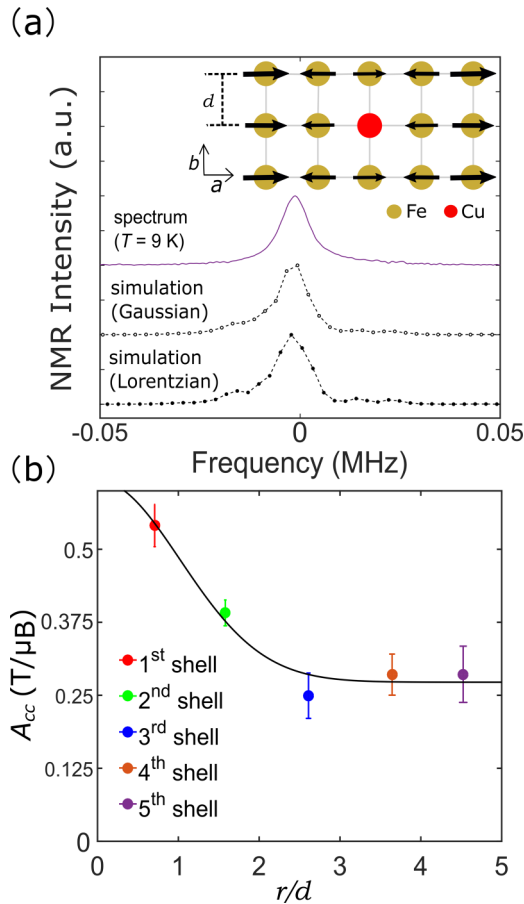 (a)
d
b
a
Fe
Cu
spectrum
(T = 9 K)
simulation
(Gaussian)
simulation
(Lorentzian)
NMR Intensity (a.u.)
-0.05
0
0.05
Frequency (MHz)
(b)
0.5
0.375
0.25
0.125
0
A_cc (T/μB)
1st shell
2nd shell
3rd shell
4th shell
5th shell
0
1
2
3
4
5
r/d